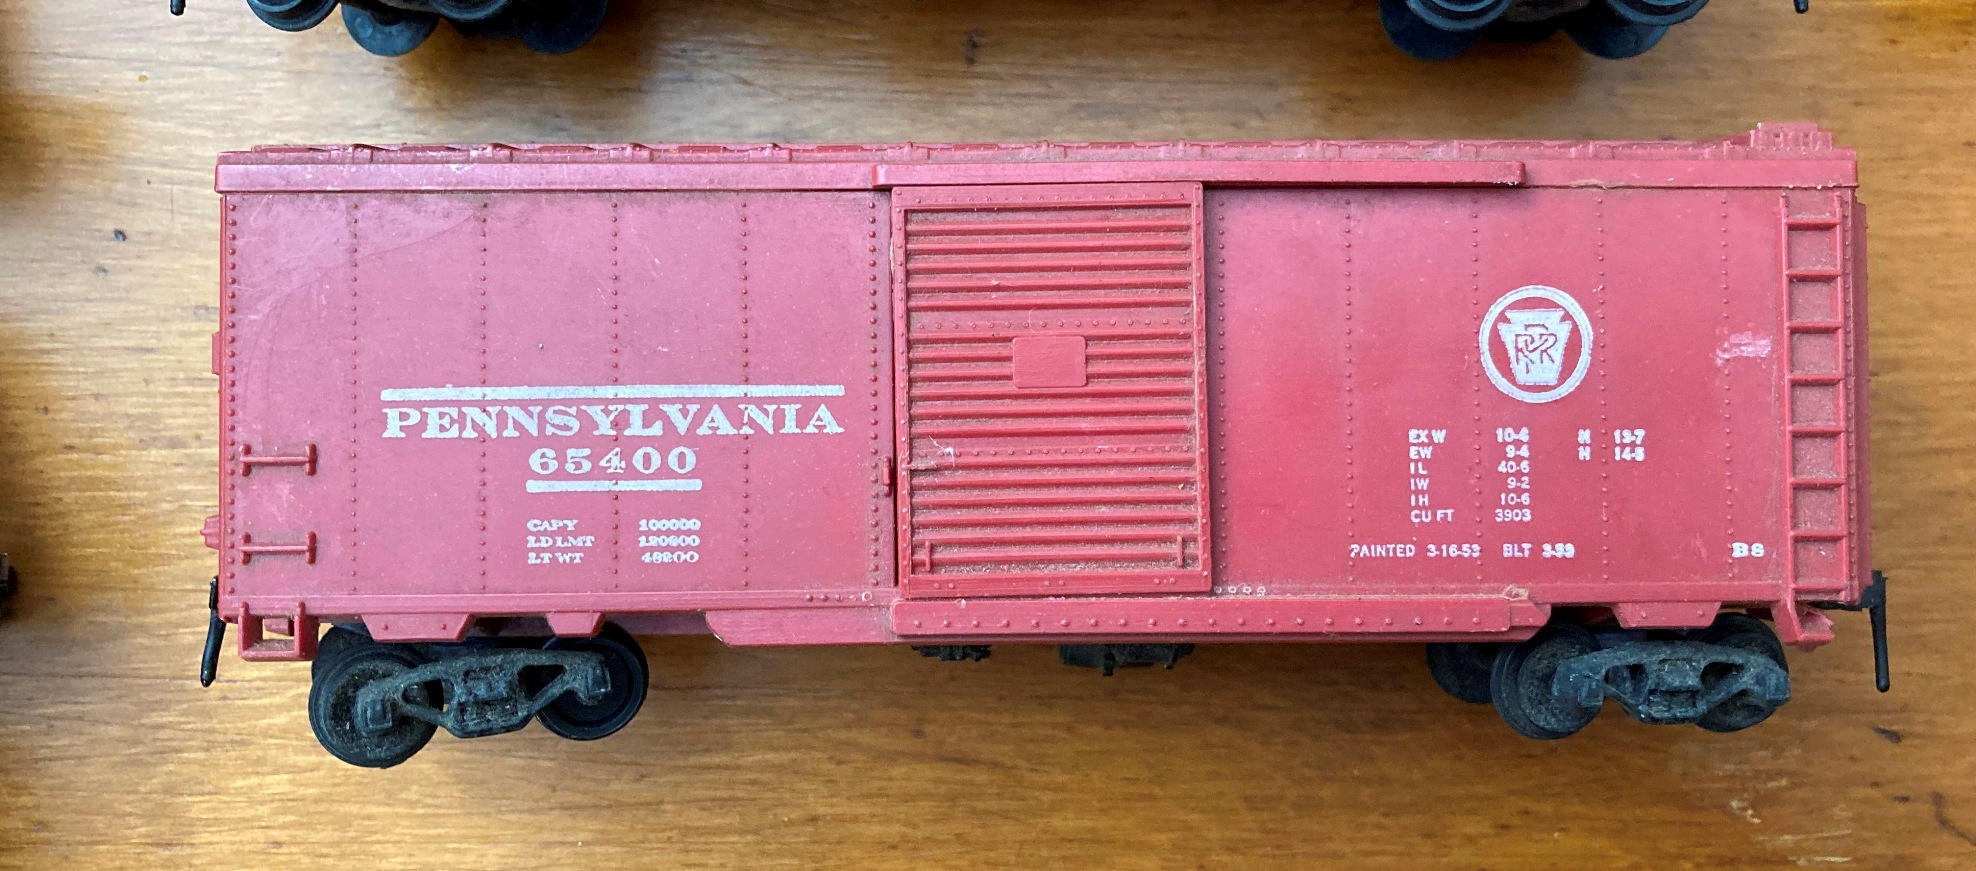 PENNSYLVANIA
65400
CAPY 100000
LD LMT 120800
LT WT 48200
PRR
EX W 10-4 H 13-7
EW 9-4 H 14-5
IL 40-6
IW 9-2
IH 10-6
CU FT 3903
PAINTED 3-16-53 BLT 3-39
B8